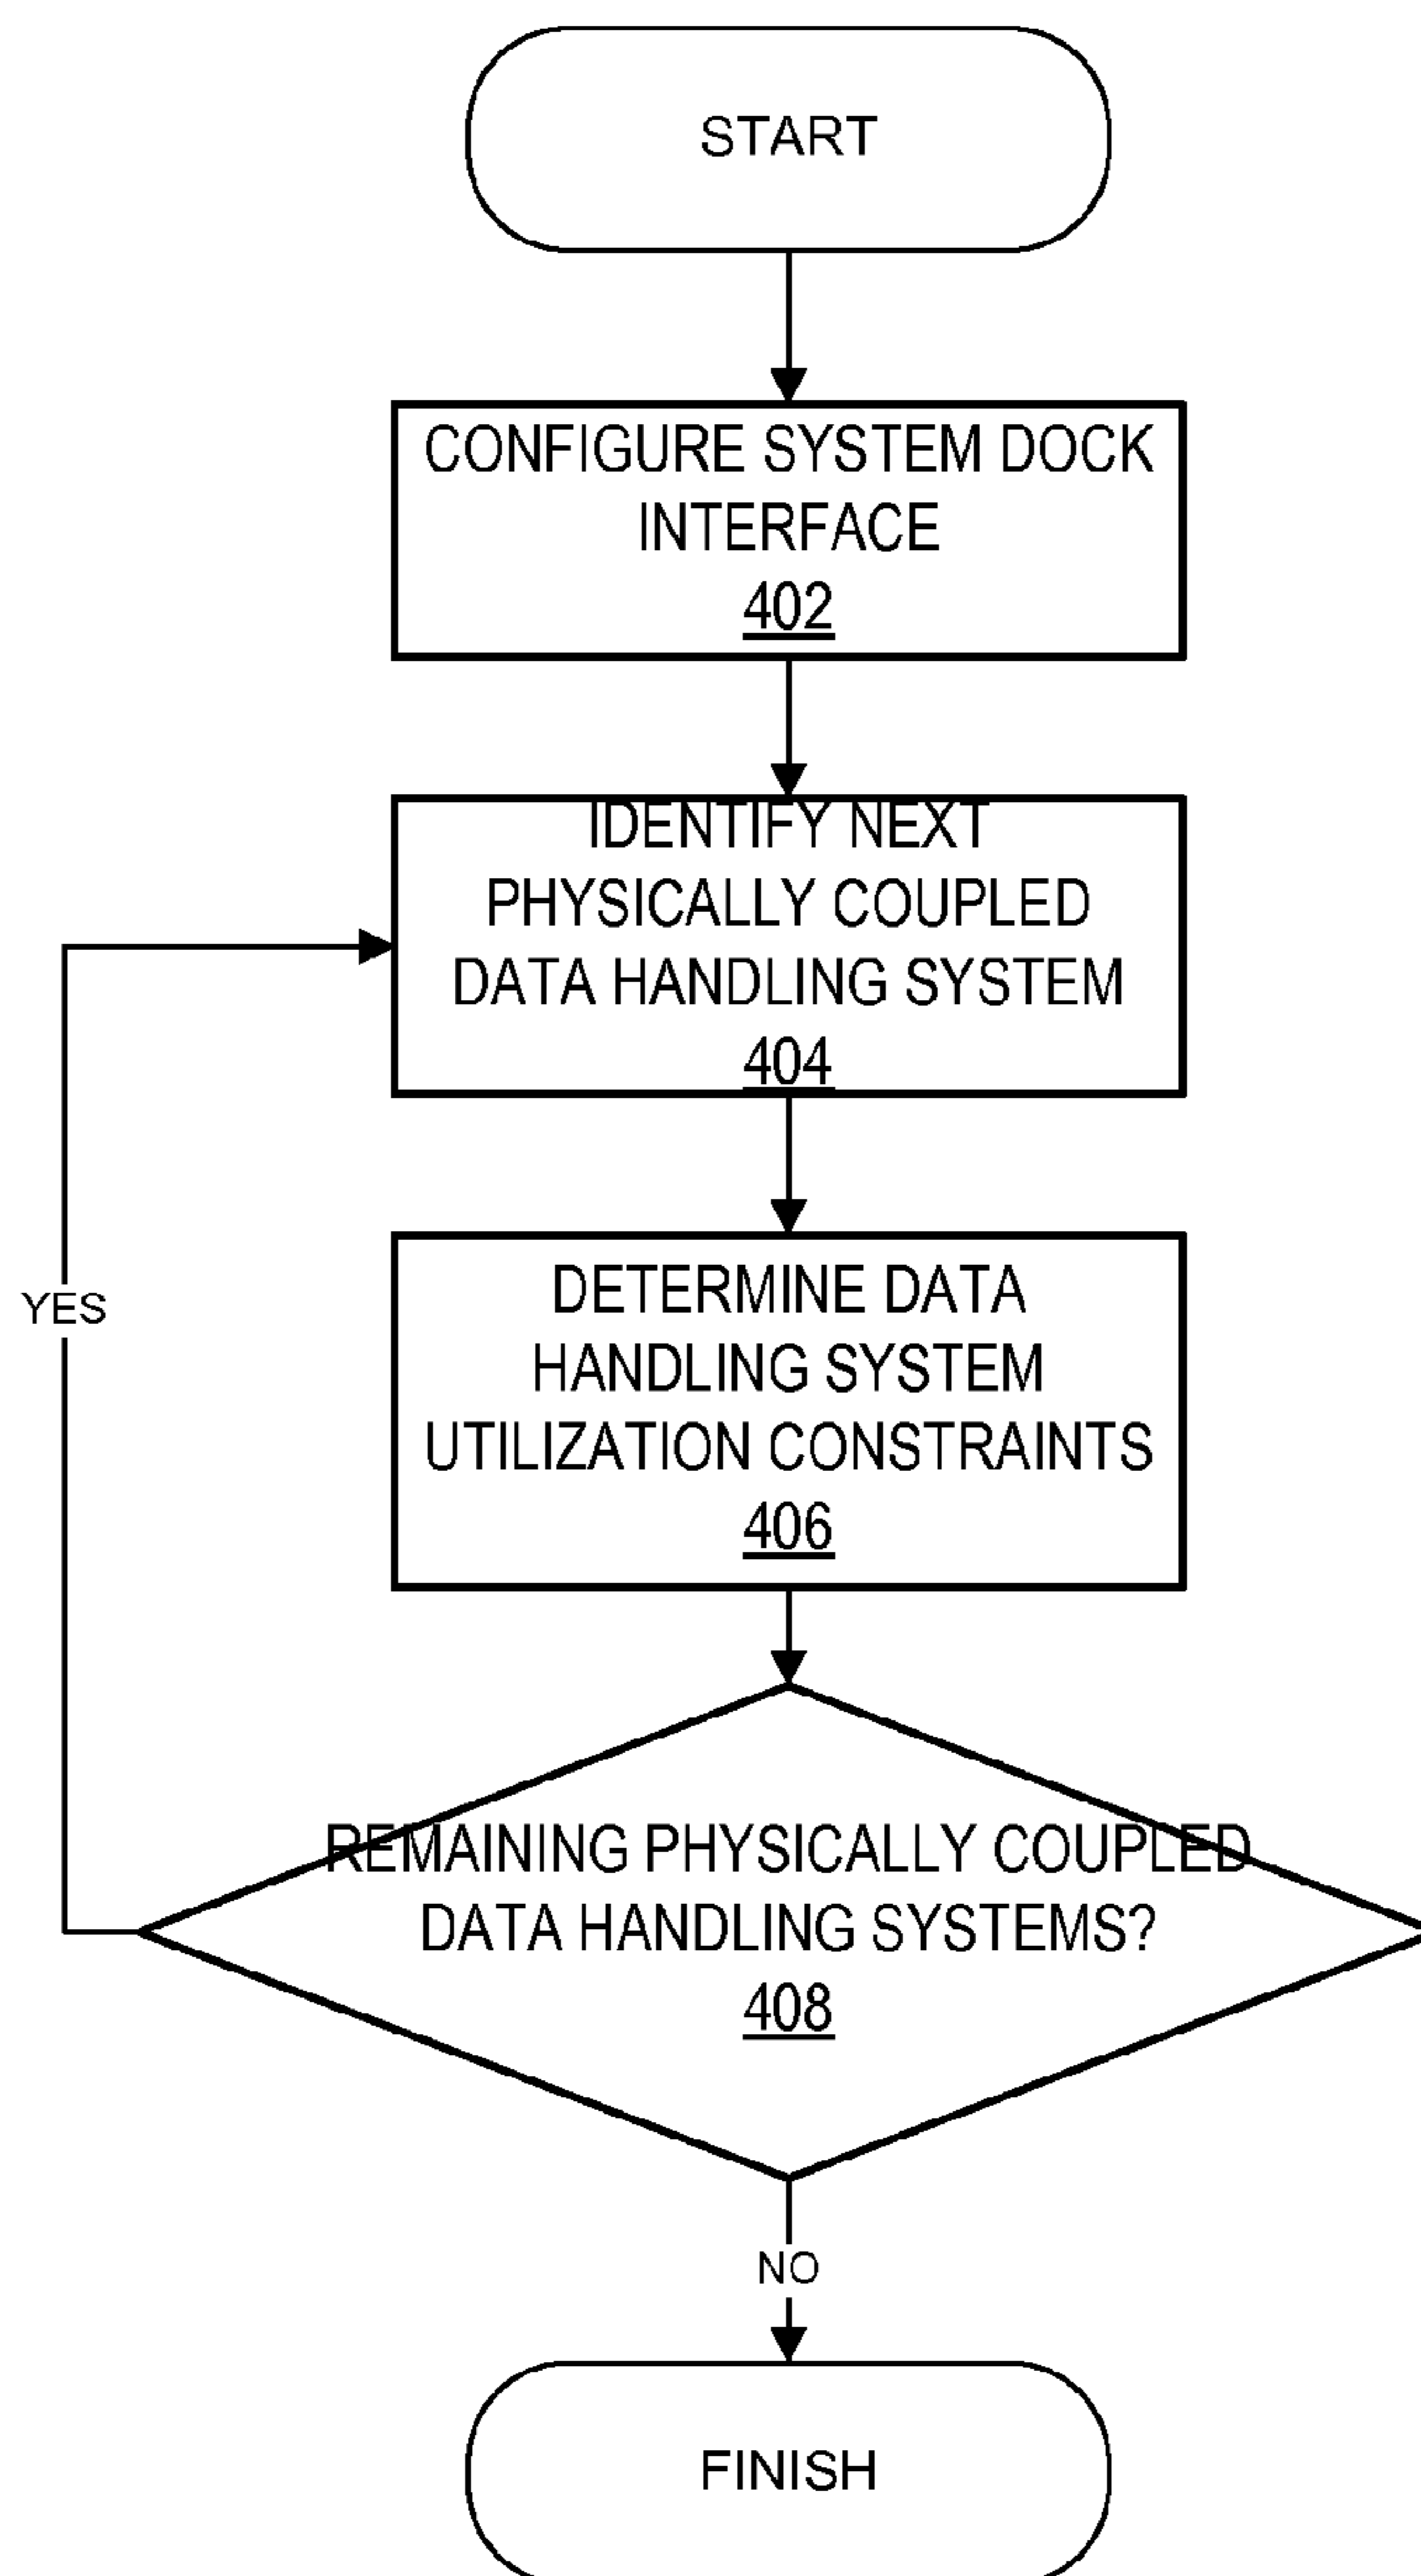 START
CONFIGURE SYSTEM DOCK
INTERFACE
402
IDENTIFY NEXT
PHYSICALLY COUPLED
DATA HANDLING SYSTEM
404
DETERMINE DATA
HANDLING SYSTEM
UTILIZATION CONSTRAINTS
406
YES
REMAINING PHYSICALLY COUPLED
DATA HANDLING SYSTEMS?
408
NO
FINISH